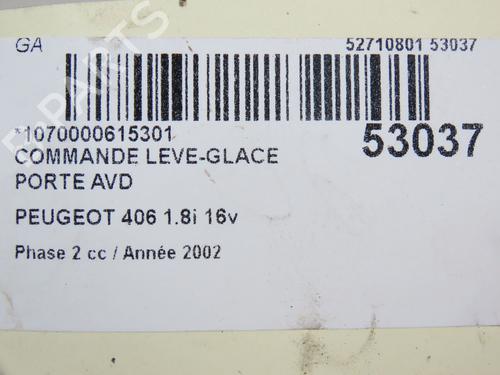 GA 52710801 53037
*1070000615301 53037
COMMANDE LEVE-GLACE
PORTE AVD
PEUGEOT 406 1.8i 16v
Phase 2 cc / Année 2002
B-PARTS